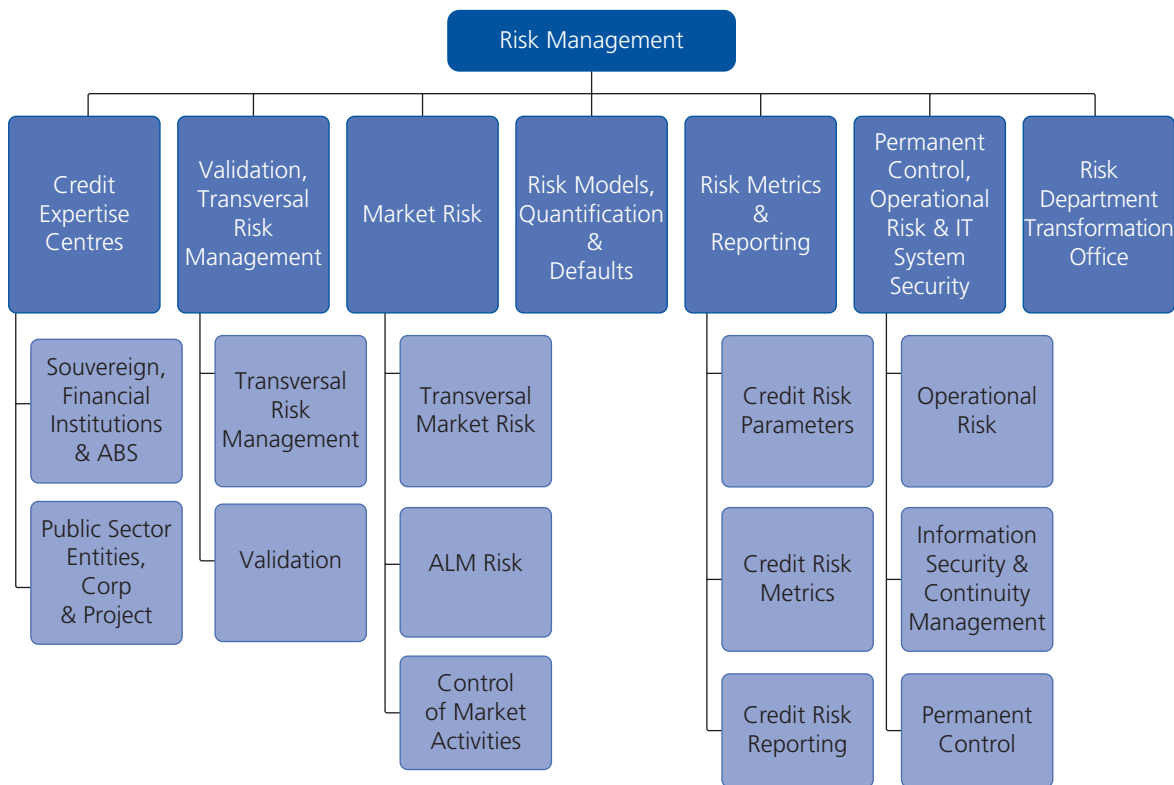 Risk Management
Credit
Expertise
Centres
Validation,
Transversal
Risk
Management
Market Risk
Risk Models,
Quantification
&
Defaults
Risk Metrics
&
Reporting
Permanent
Control,
Operational
Risk & IT
System
Security
Risk
Department
Transformation
Office
Souvereign,
Financial
Institutions
& ABS
Public Sector
Entities,
Corp
& Project
Transversal
Risk
Management
Validation
Transversal
Market Risk
ALM Risk
Control
of Market
Activities
Credit Risk
Parameters
Credit Risk
Metrics
Credit Risk
Reporting
Operational
Risk
Information
Security &
Continuity
Management
Permanent
Control